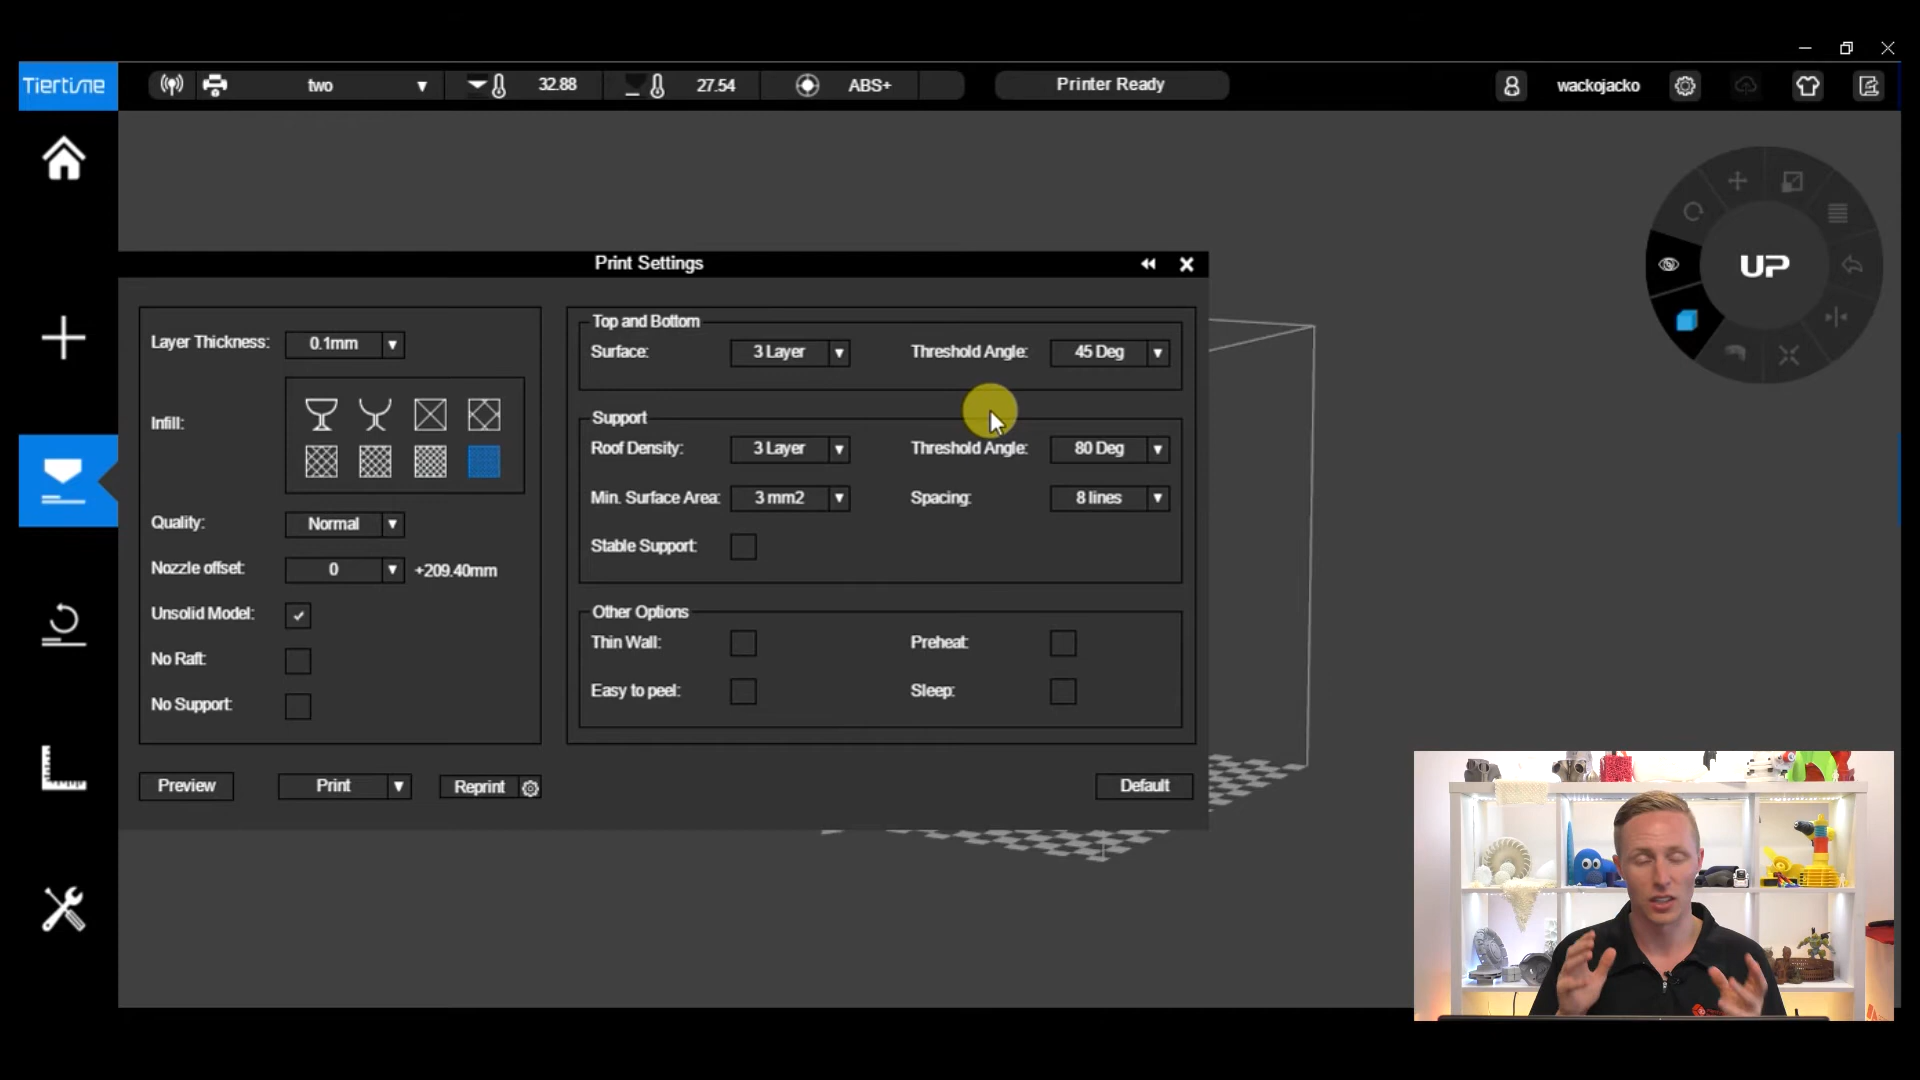 Tiertime
two
32.88
27.54
ABS+
Printer Ready
wackojacko
UP
Print Settings
Layer Thickness: 0.1mm
Infill:
Quality: Normal
Nozzle offset: 0 +209.40mm
Unsolid Model:
No Raft:
No Support:
Top and Bottom
Surface: 3 Layer Threshold Angle: 45 Deg
Support
Roof Density: 3 Layer Threshold Angle: 80 Deg
Min. Surface Area: 3 mm2 Spacing: 8 lines
Stable Support:
Other Options
Thin Wall: Preheat:
Easy to peel: Sleep:
Preview Print Reprint Default